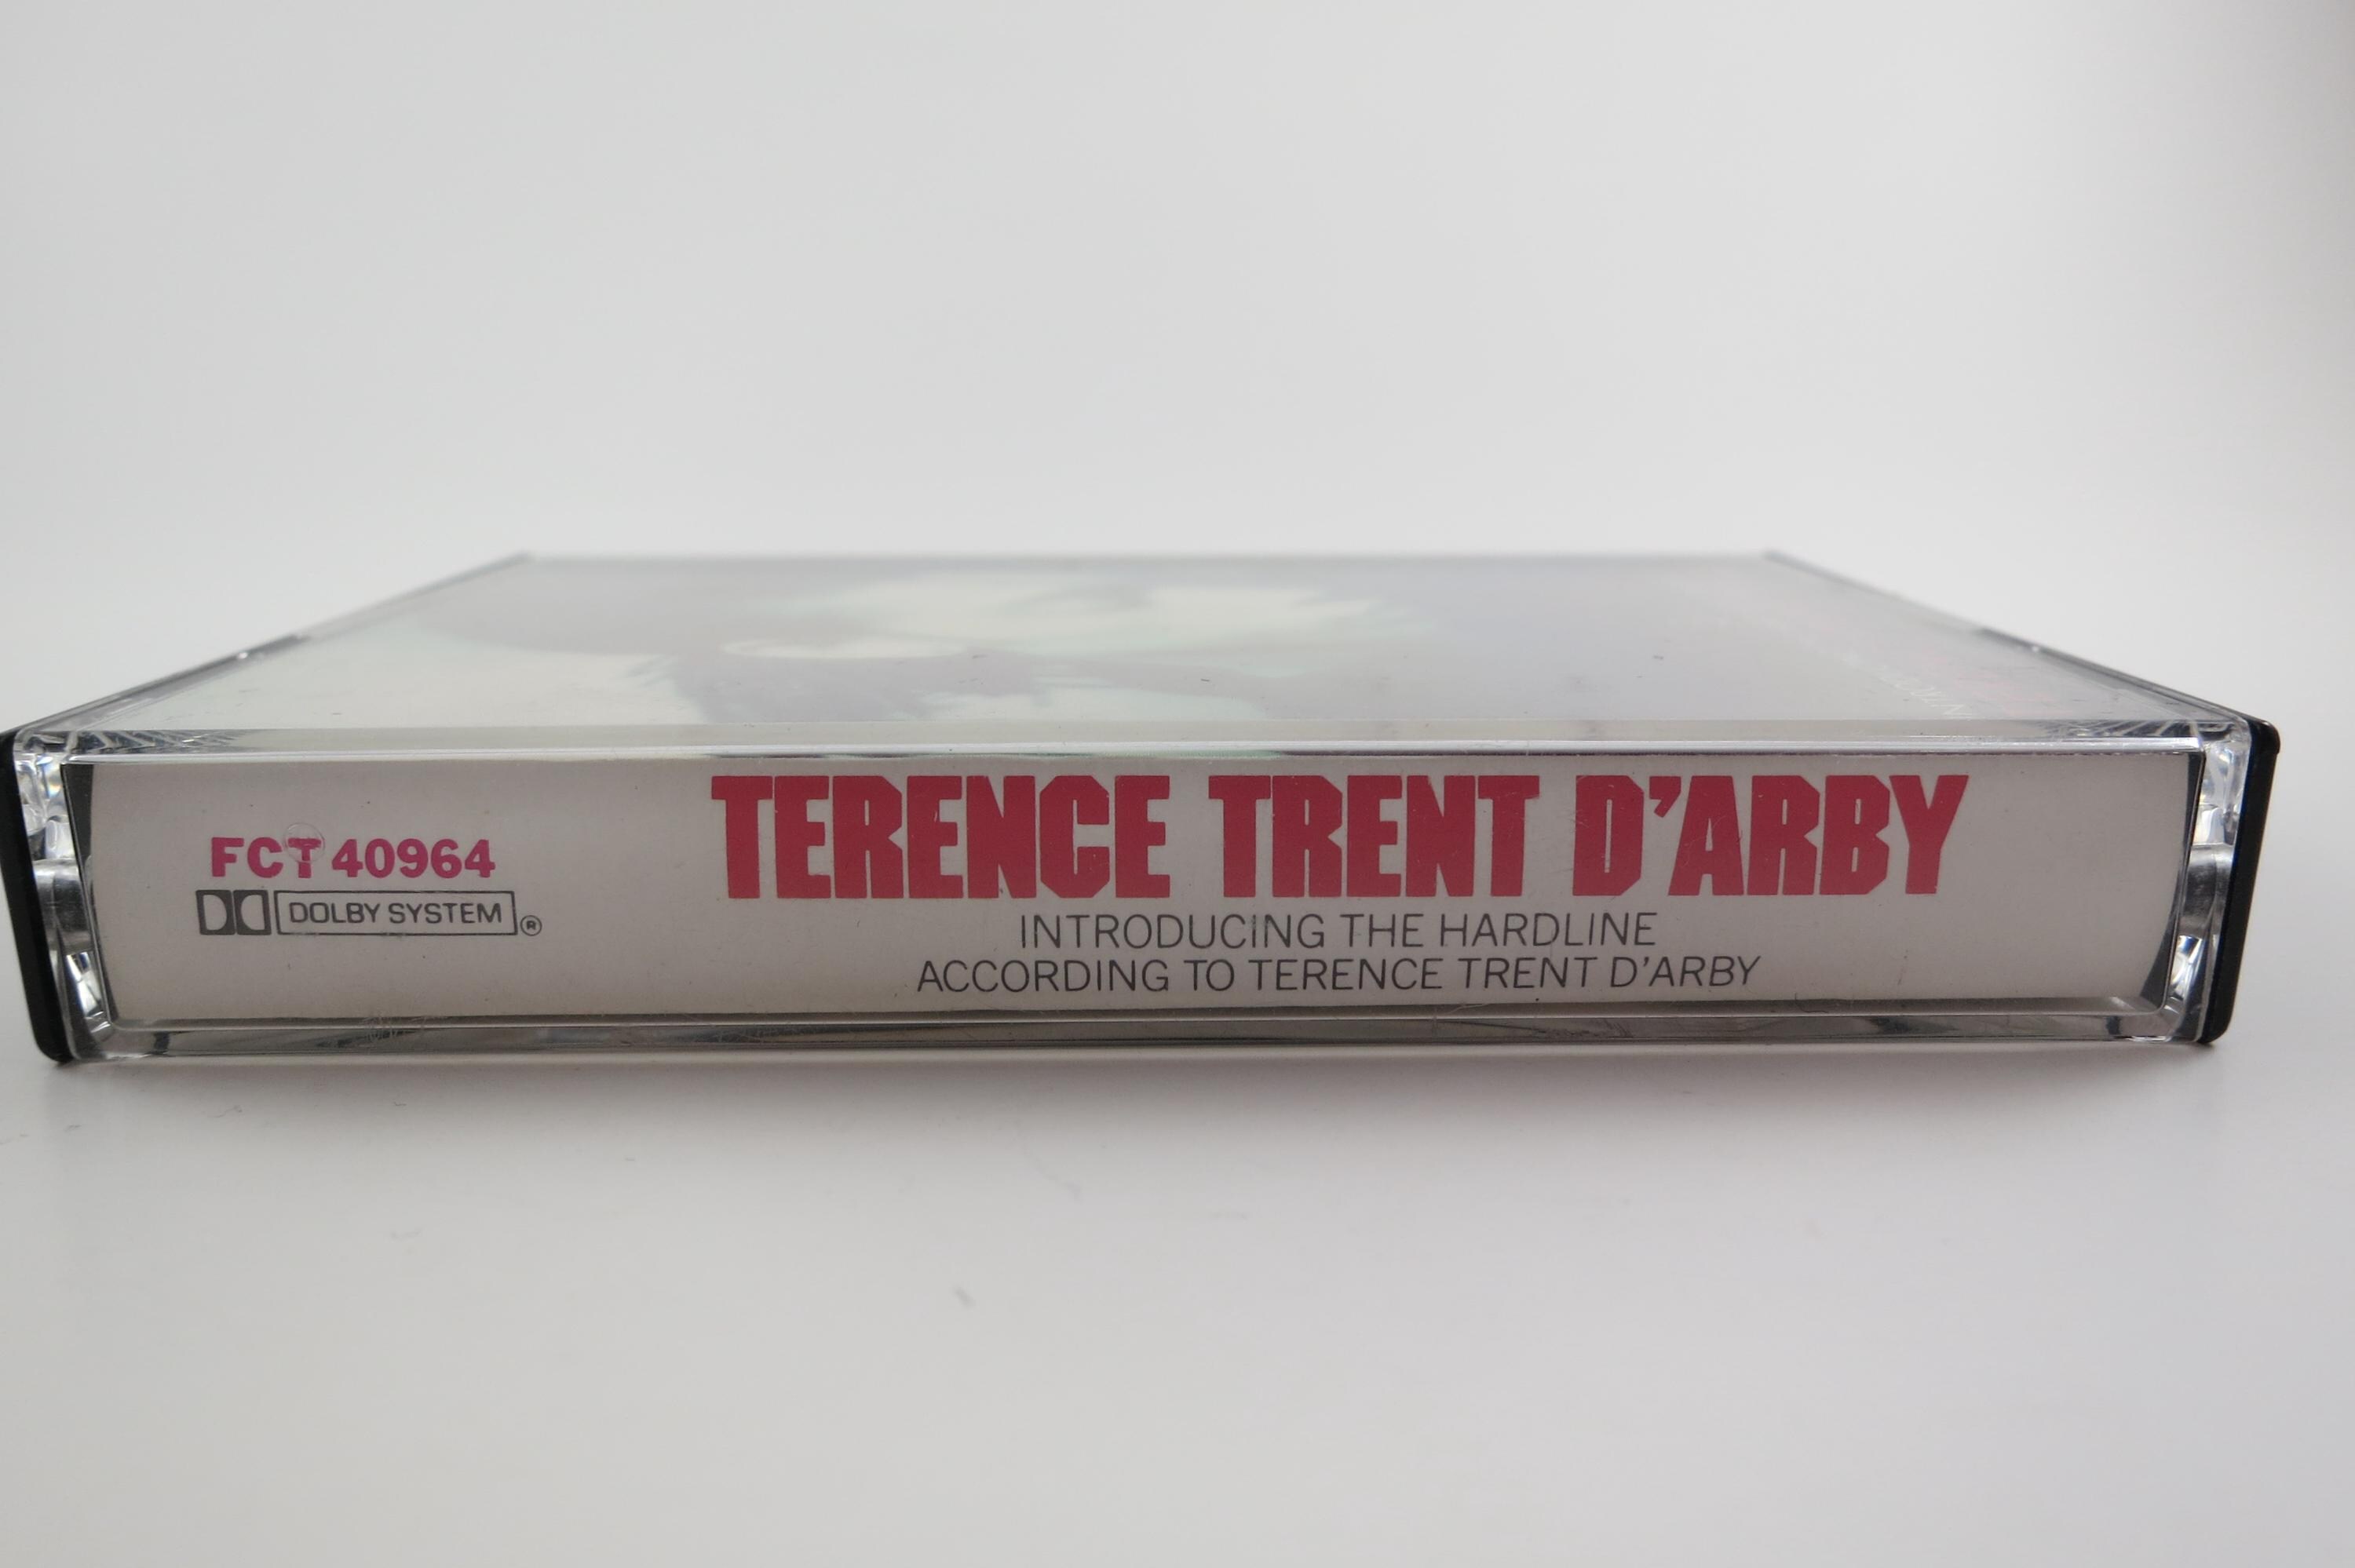 FCT 40964
DOLBY SYSTEM ®
TERENCE TRENT D'ARBY
INTRODUCING THE HARDLINE
ACCORDING TO TERENCE TRENT D'ARBY